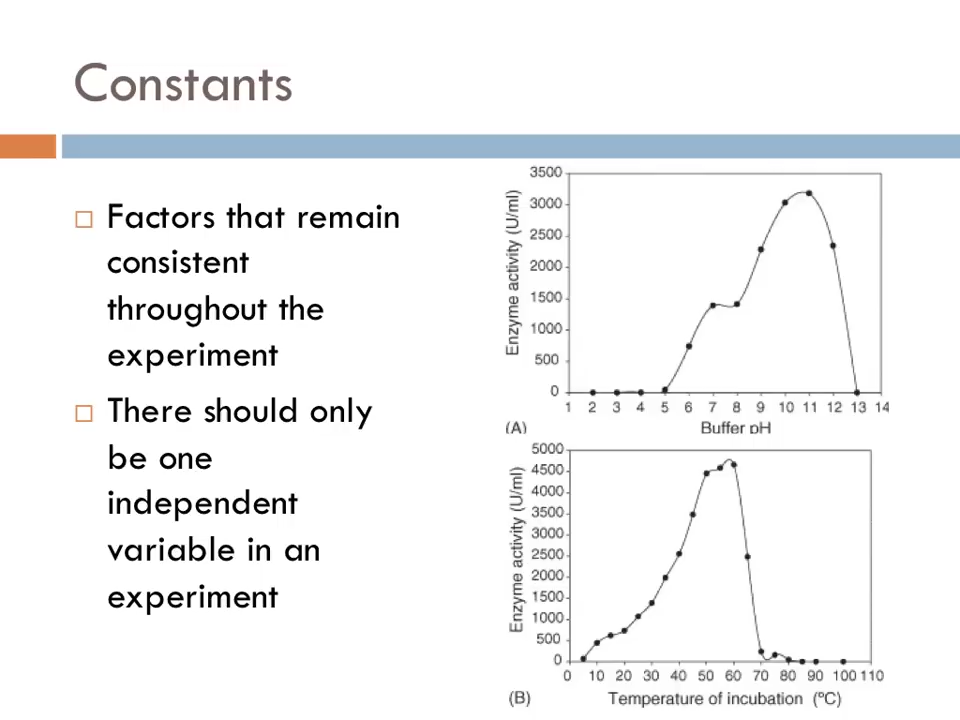 Constants
□ Factors that remain
consistent
throughout the
experiment
□ There should only
be one
independent
variable in an
experiment
3500
3000
2500
2000
1500
1000
500
0
Enzyme activity (U/ml)
1 2 3 4 5 6 7 8 9 10 11 12 13 14
(A) Buffer pH
5000
4500
4000
3500
3000
2500
2000
1500
1000
500
0
Enzyme activity (U/ml)
0 10 20 30 40 50 60 70 80 90 100 110
(B) Temperature of incubation (ºC)